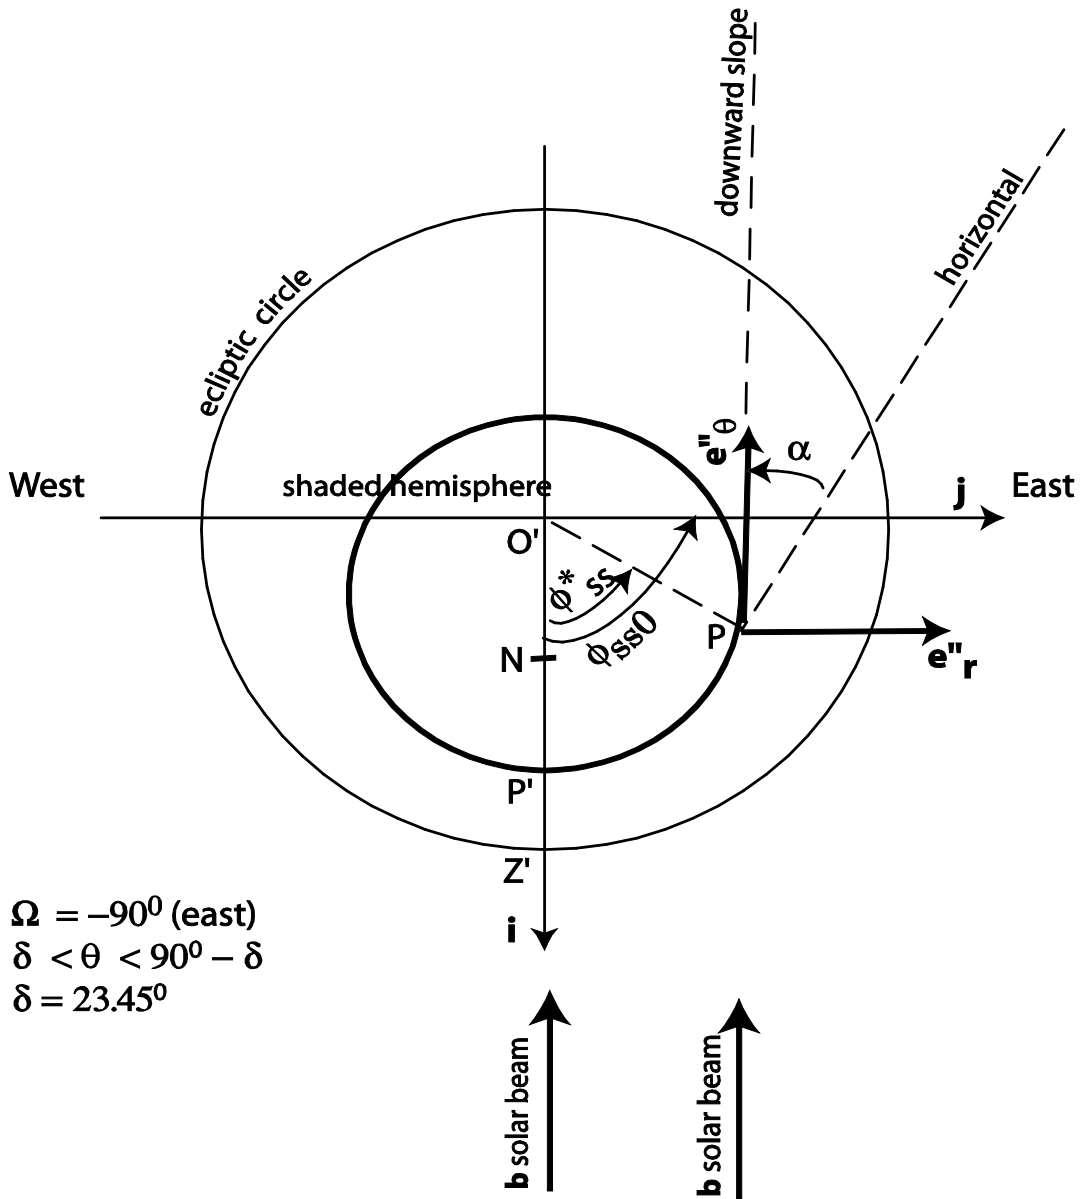 downward slope
horizontal
ecliptic circle
e"θ
α
West
shaded hemisphere
j
East
O'
ϕ*ss
ϕss0
P
N
e"r
P'
Z'
Ω = –90⁰ (east)
i
δ < θ < 90⁰ – δ
δ = 23.45⁰
b solar beam
b solar beam